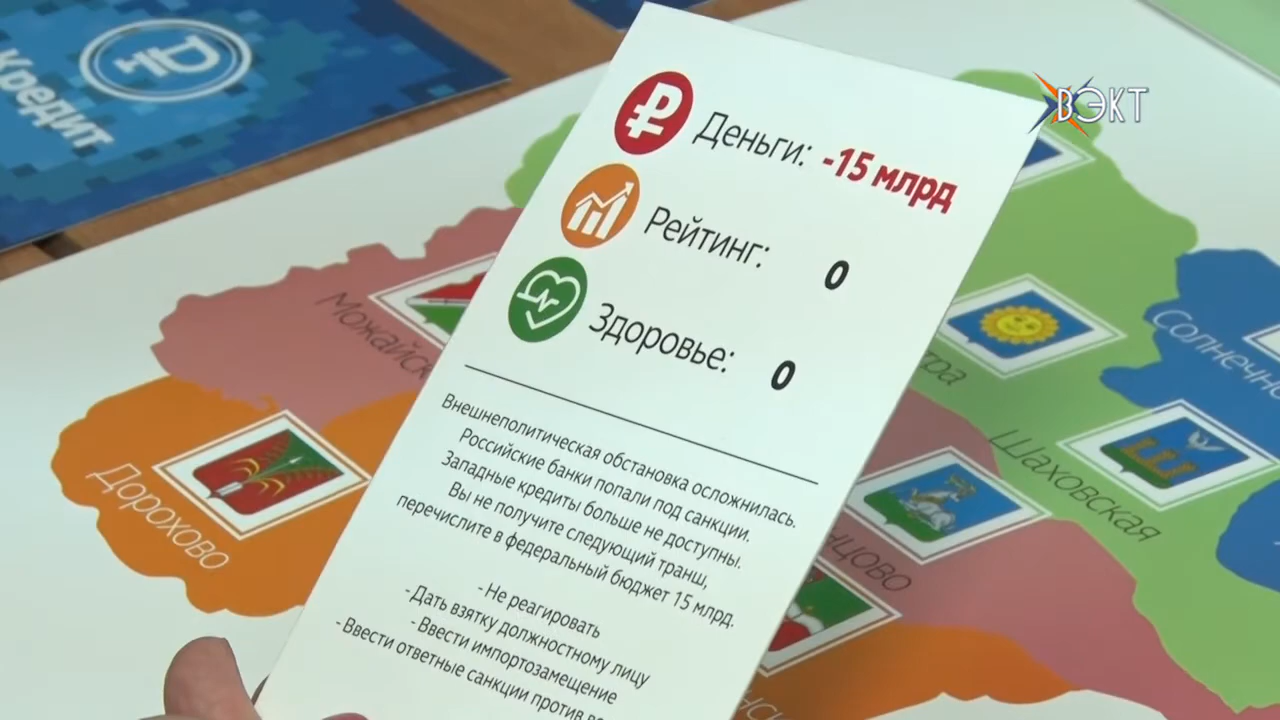 Кредит
ВЭКТ
Деньги: -15 млрд
Рейтинг: 0
Здоровье: 0
Внешнеполитическая обстановка осложнилась.
Российские банки попали под санкции.
Западные кредиты больше не доступны.
Вы не получите следующий транш,
перечислите в федеральный бюджет 15 млрд.
- Не реагировать
- Дать взятку должностному лицу
- Ввести импортозамещение
- Ввести ответные санкции против
Дорохово
Шаховская